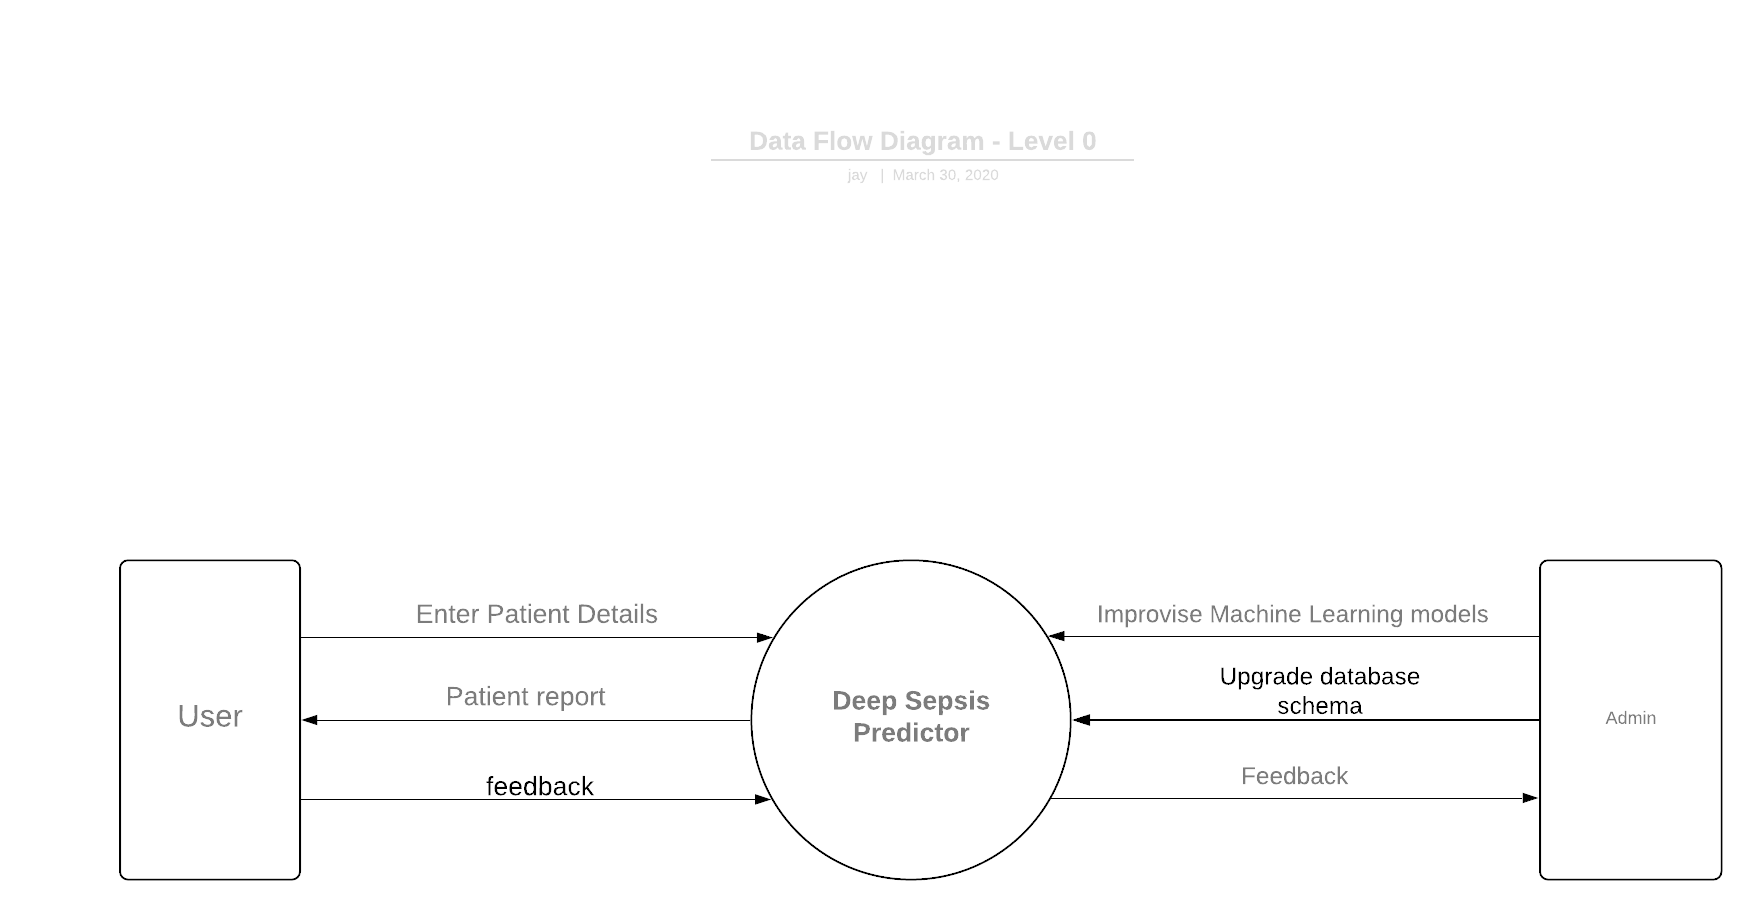 Data Flow Diagram - Level 0
jay | March 30, 2020
Enter Patient Details
Improvise Machine Learning models
Upgrade database
schema
Patient report
User
Deep Sepsis
Predictor
Admin
feedback
Feedback